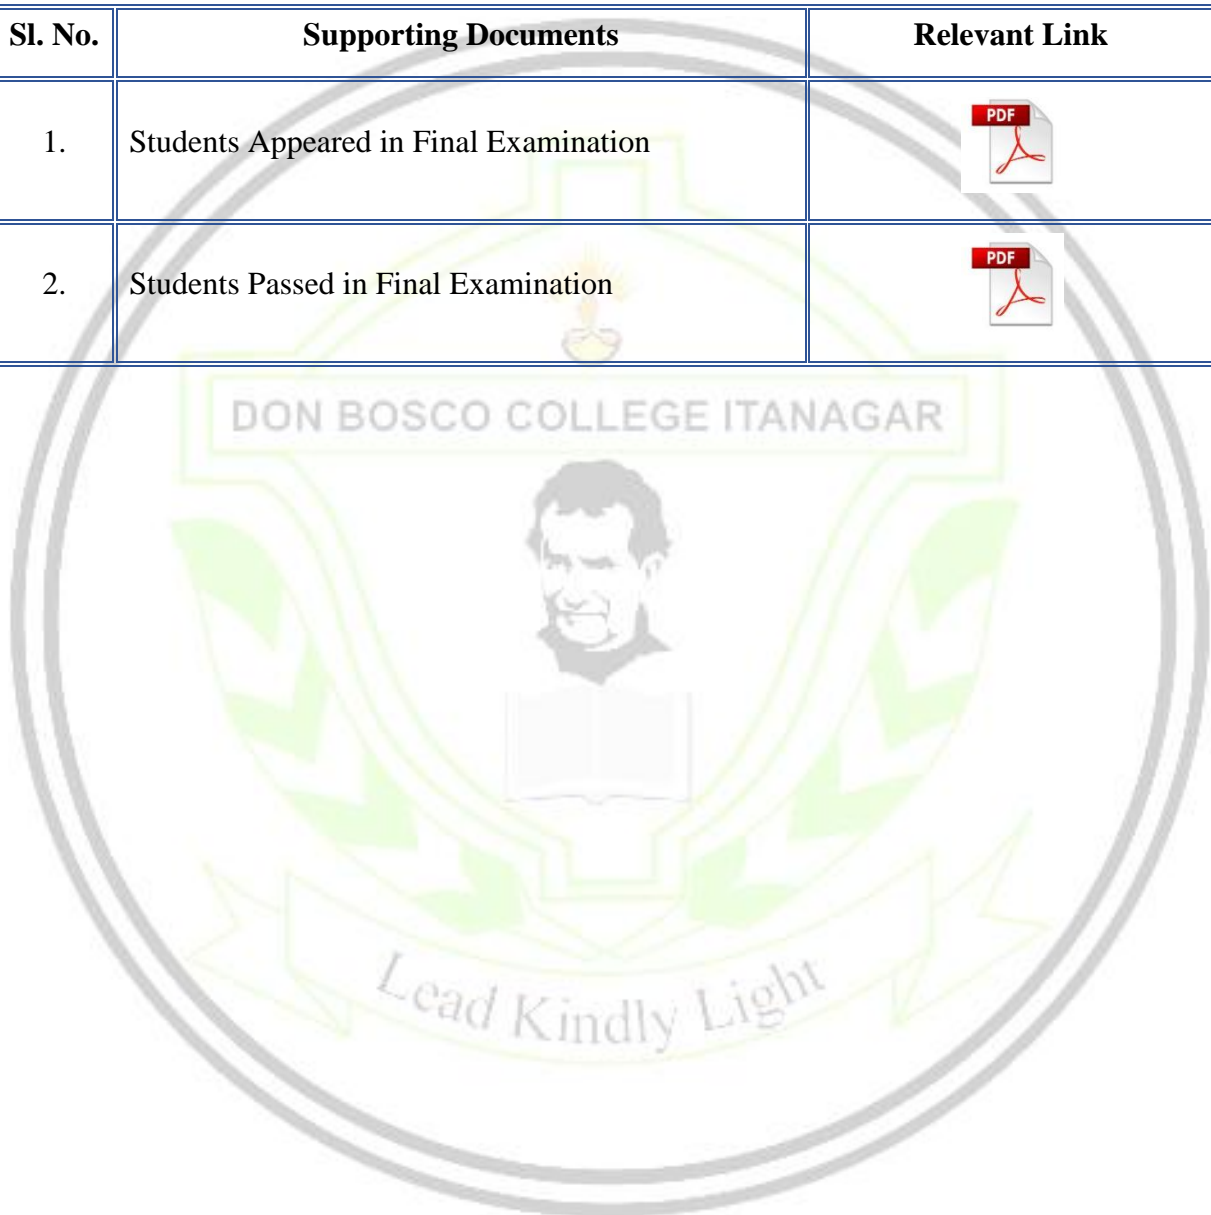 Sl. No. Supporting Documents Relevant Link
1. Students Appeared in Final Examination PDF
2. Students Passed in Final Examination PDF
DON BOSCO COLLEGE ITANAGAR
Lead Kindly Light